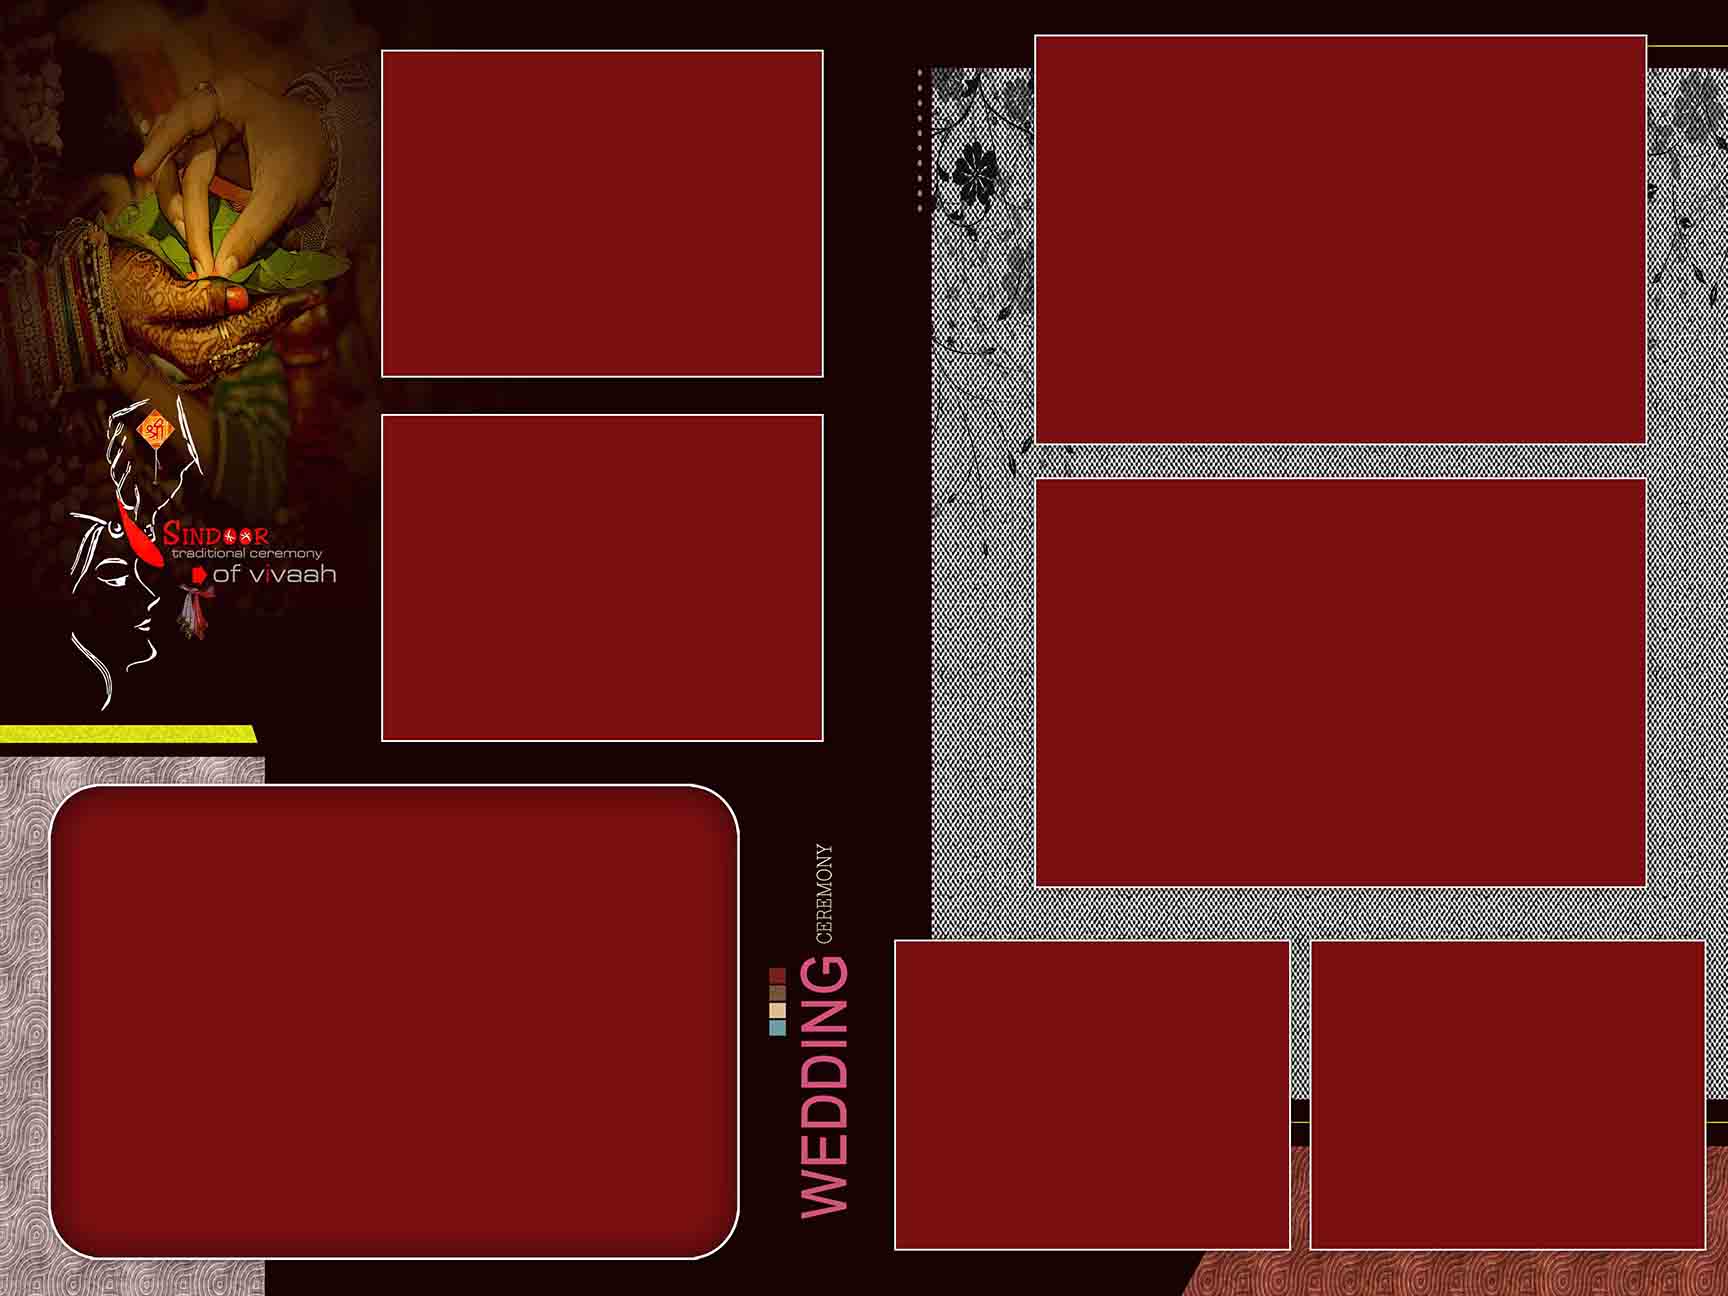 श्री
SINDOOR
traditional ceremony
of vivaah
WEDDING CEREMONY